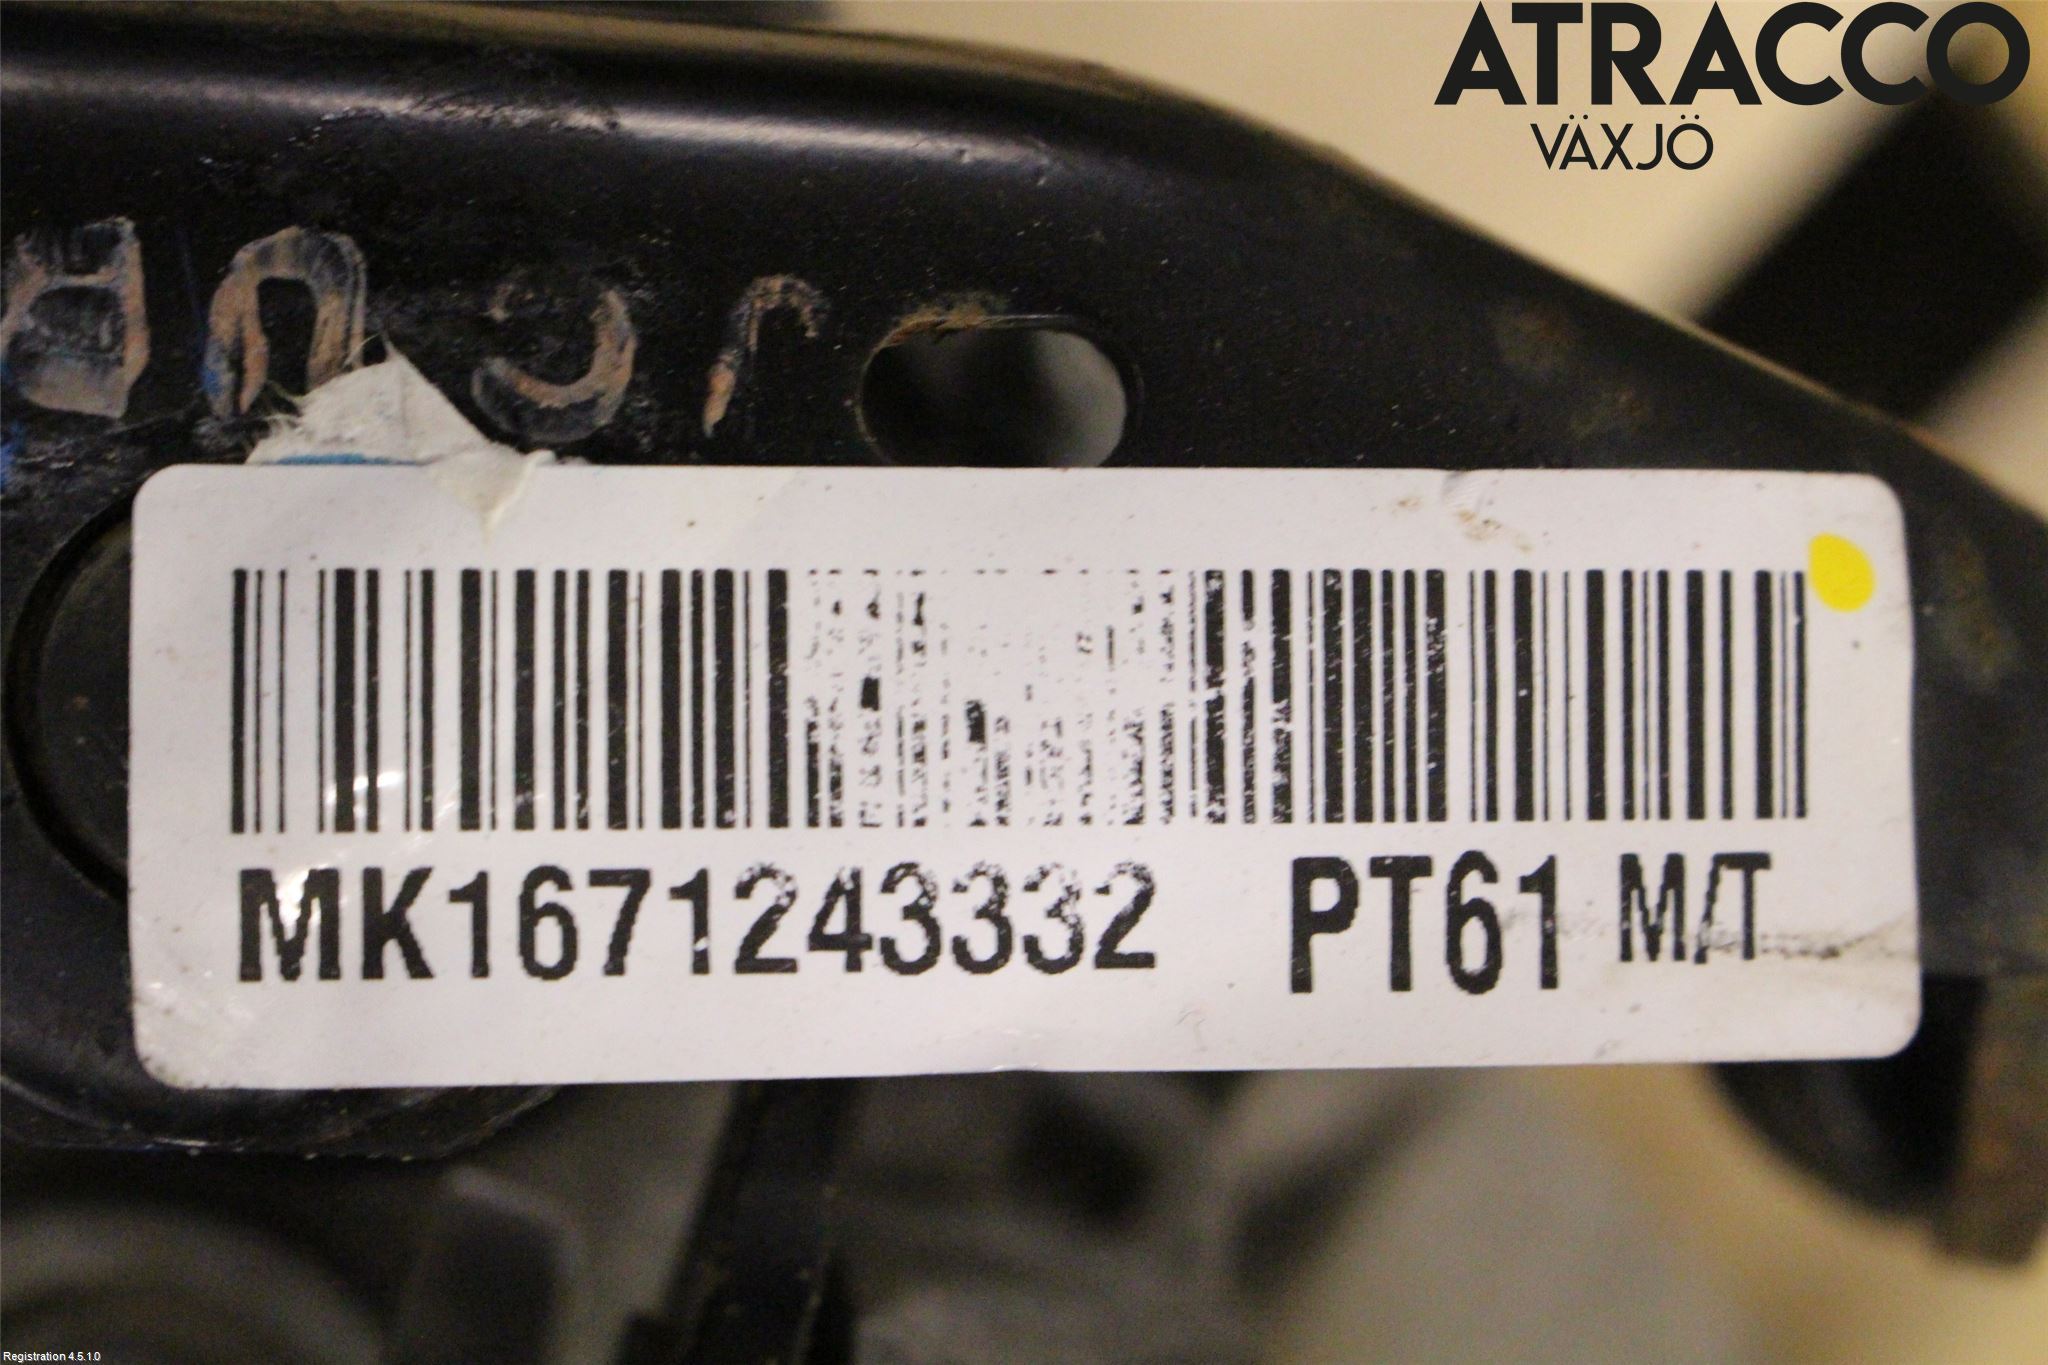 ATRACCO
VÄXJÖ
MK1671243332 PT61 M/T
Registration 4.5.1.0